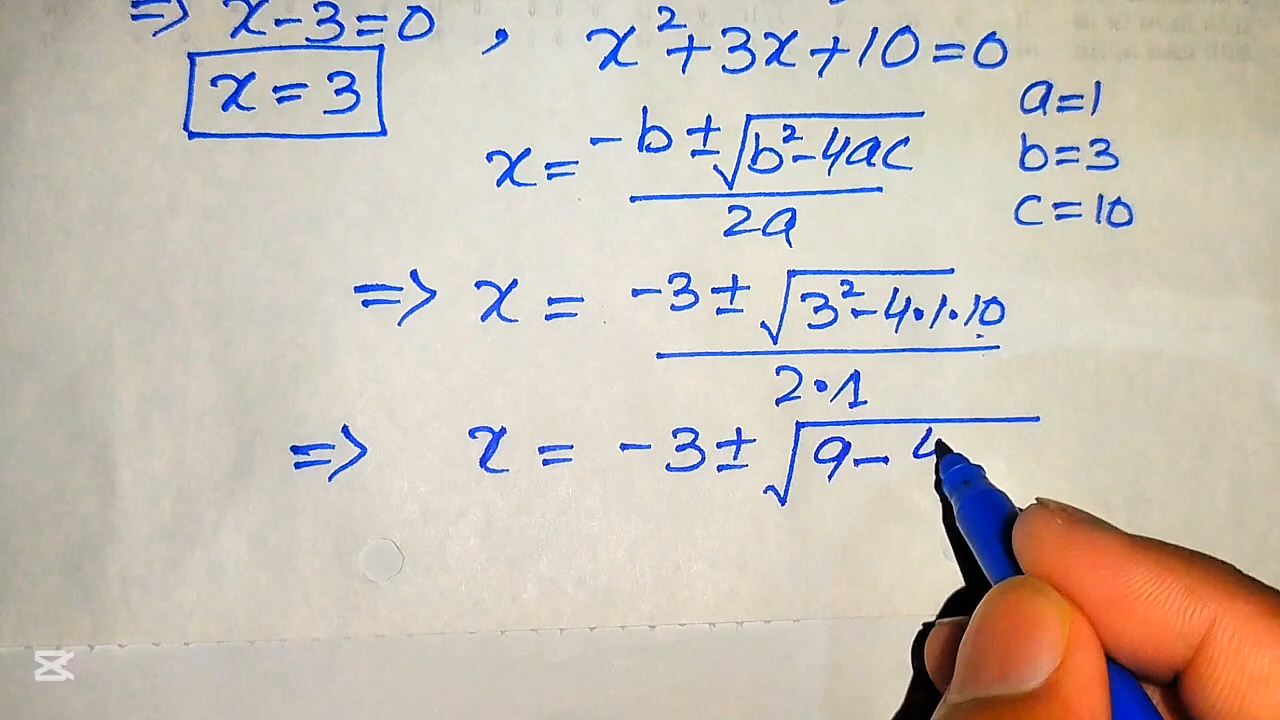 => x-3=0 , x²+3x+10=0
x=3
a=1
x= -b±√b²-4ac / 2a
b=3
c=10
=> x = -3±√3²-4·1·10 / 2·1
=> x = -3±√9-4